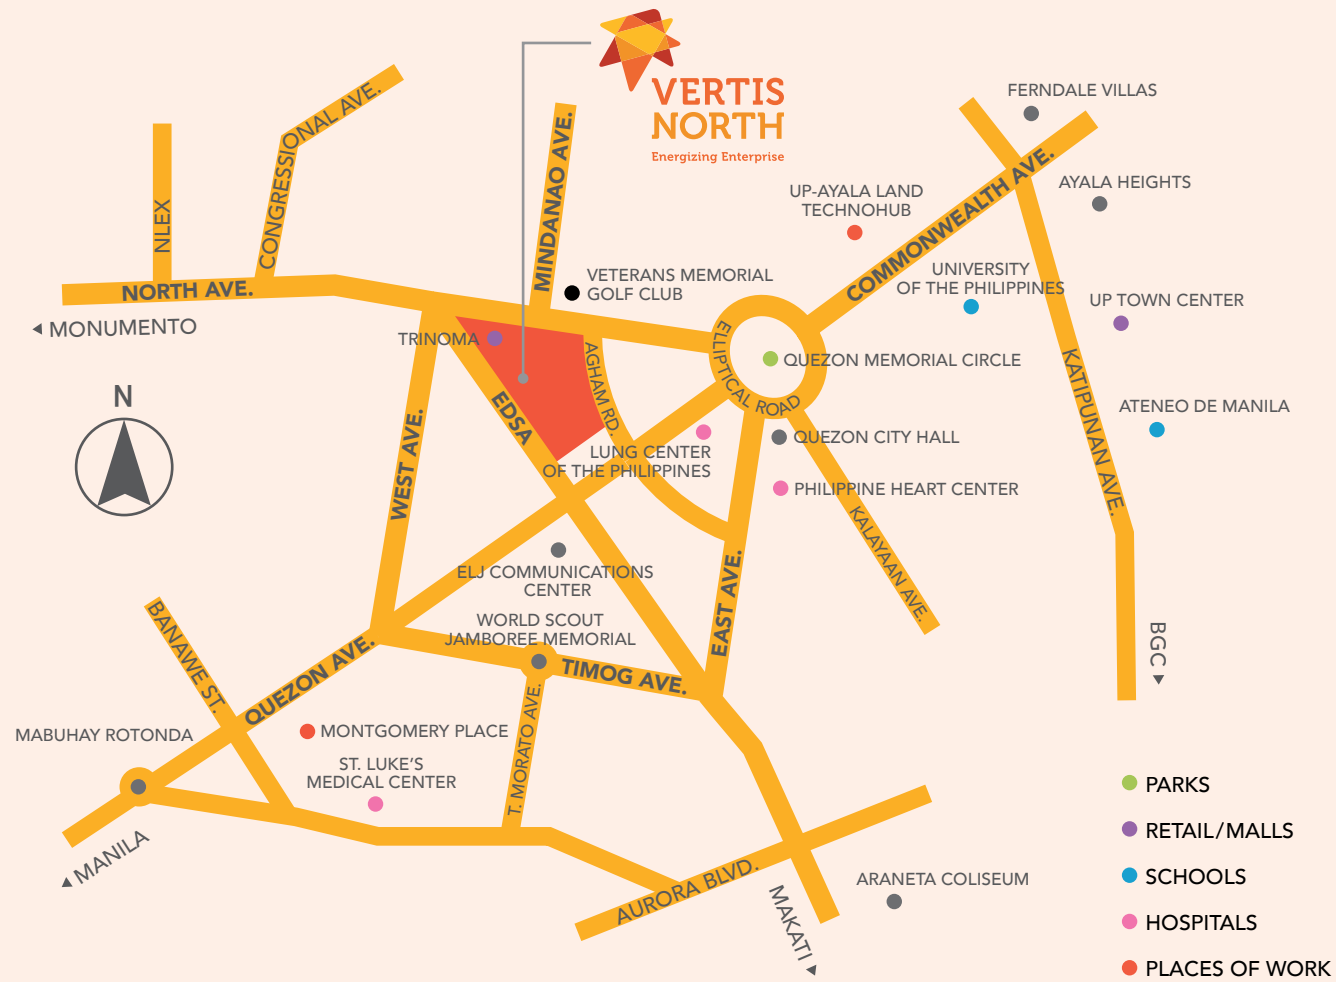 VERTIS
NORTH
Energizing Enterprise
FERNDALE VILLAS
CONGRESSIONAL AVE.
MINDANAO AVE.
NLEX
COMMONWEALTH AVE.
AYALA HEIGHTS
UP-AYALA LAND
TECHNOHUB
UNIVERSITY
OF THE PHILIPPINES
VETERANS MEMORIAL
GOLF CLUB
NORTH AVE.
UP TOWN CENTER
MONUMENTO
TRINOMA
AGHAM RD.
ELLIPTICAL ROAD
QUEZON MEMORIAL CIRCLE
KATIPUNAN AVE.
N
EDSA
ATENEO DE MANILA
WEST AVE.
QUEZON CITY HALL
LUNG CENTER
OF THE PHILIPPINES
PHILIPPINE HEART CENTER
KALAYAAN AVE.
ELJ COMMUNICATIONS
CENTER
EAST AVE.
WORLD SCOUT
JAMBOREE MEMORIAL
BANAWE ST.
QUEZON AVE.
TIMOG AVE.
BGC
T. MORATO AVE.
MABUHAY ROTONDA
MONTGOMERY PLACE
ST. LUKE'S
MEDICAL CENTER
MANILA
AURORA BLVD.
MAKATI
ARANETA COLISEUM
PARKS
RETAIL/MALLS
SCHOOLS
HOSPITALS
PLACES OF WORK